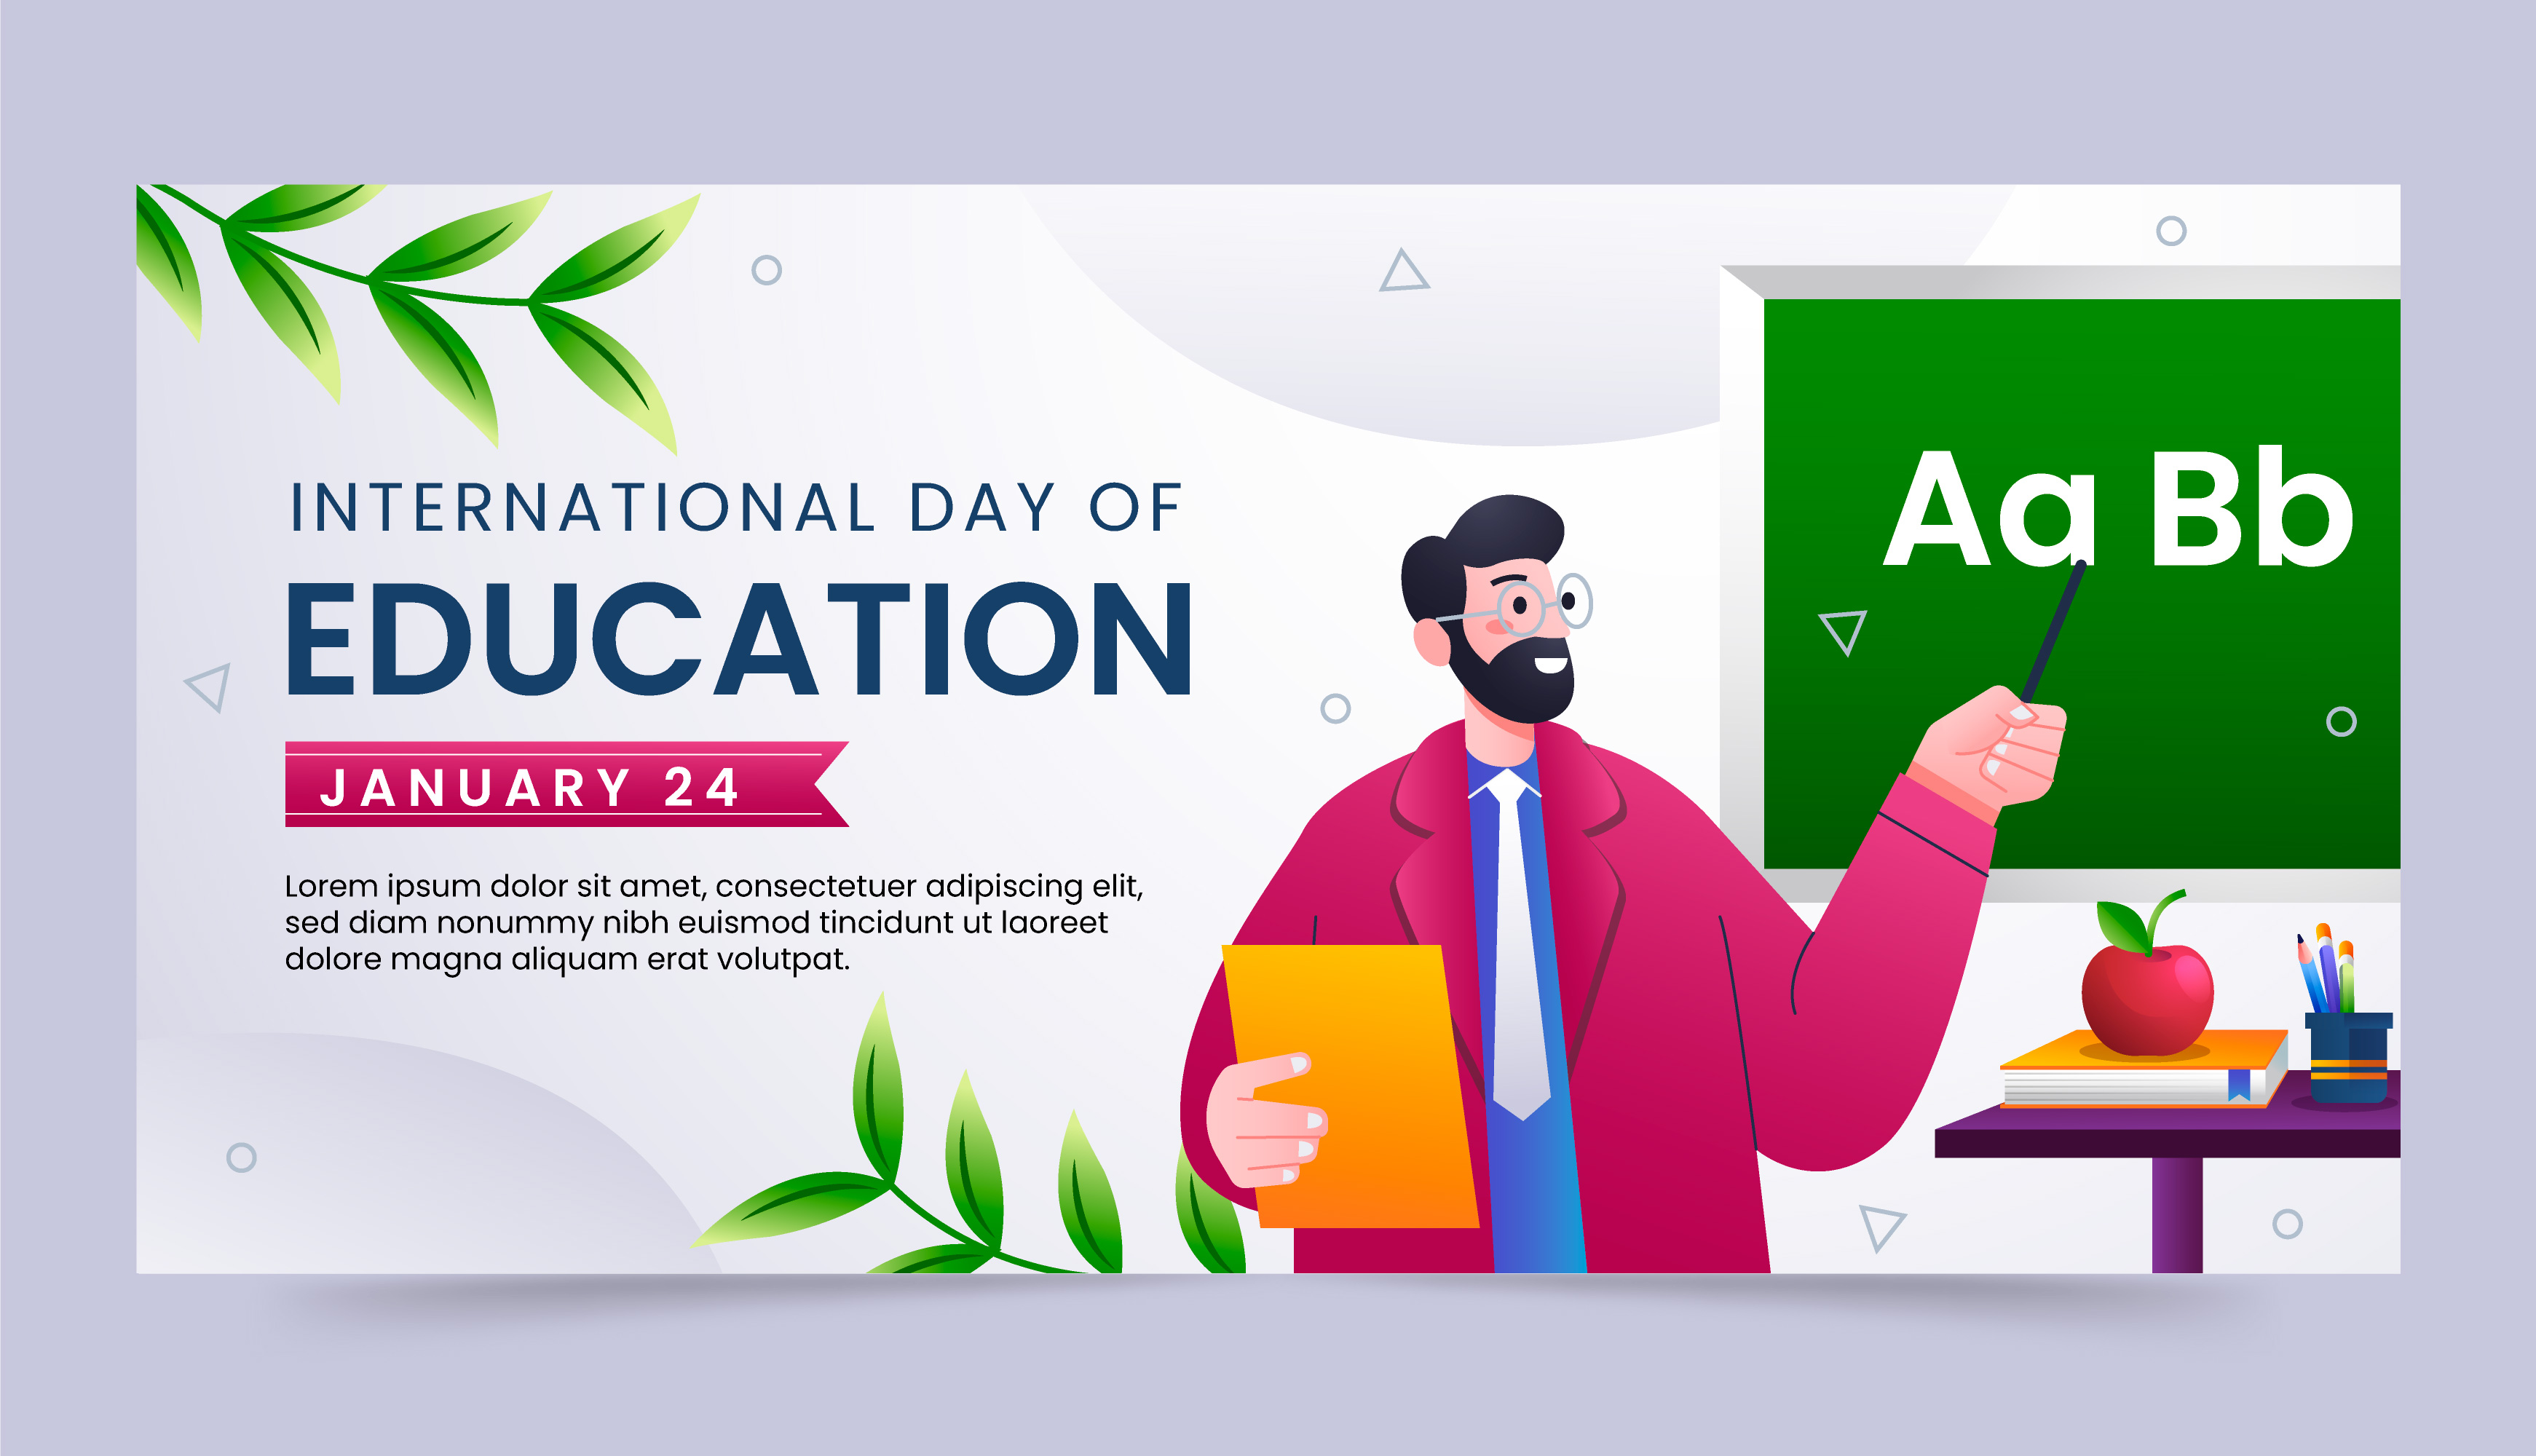 INTERNATIONAL DAY OF
EDUCATION
JANUARY 24
Lorem ipsum dolor sit amet, consectetuer adipiscing elit,
sed diam nonummy nibh euismod tincidunt ut laoreet
dolore magna aliquam erat volutpat.
Aa Bb